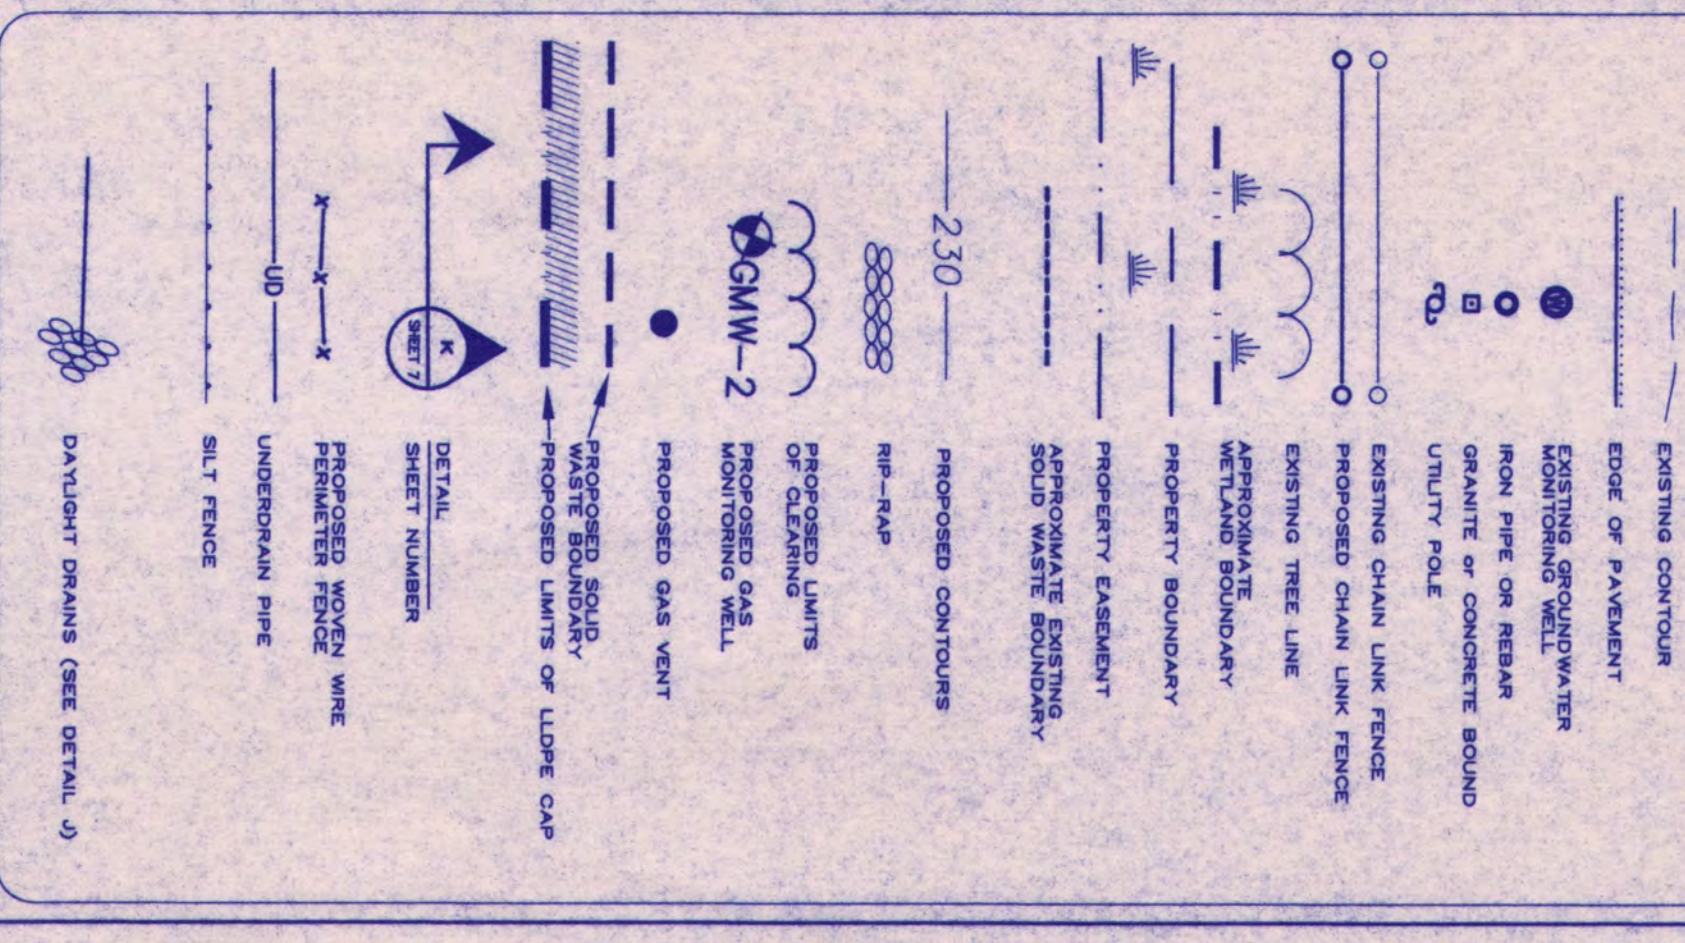 EXISTING CONTOUR
EDGE OF PAVEMENT
W
EXISTING GROUNDWATER
MONITORING WELL
IRON PIPE OR REBAR
GRANITE or CONCRETE BOUND
UTILITY POLE
EXISTING CHAIN LINK FENCE
PROPOSED CHAIN LINK FENCE
EXISTING TREE LINE
APPROXIMATE
WETLAND BOUNDARY
PROPERTY BOUNDARY
PROPERTY EASEMENT
APPROXIMATE EXISTING
SOLID WASTE BOUNDARY
230
PROPOSED CONTOURS
RIP-RAP
PROPOSED LIMITS
OF CLEARING
GMW-2
PROPOSED GAS
MONITORING WELL
PROPOSED GAS VENT
PROPOSED SOLID
WASTE BOUNDARY
PROPOSED LIMITS OF LLDPE CAP
K
SHEET 7
DETAIL
SHEET NUMBER
X X X
PROPOSED WOVEN WIRE
PERIMETER FENCE
UD
UNDERDRAIN PIPE
SILT FENCE
DAYLIGHT DRAINS (SEE DETAIL J)